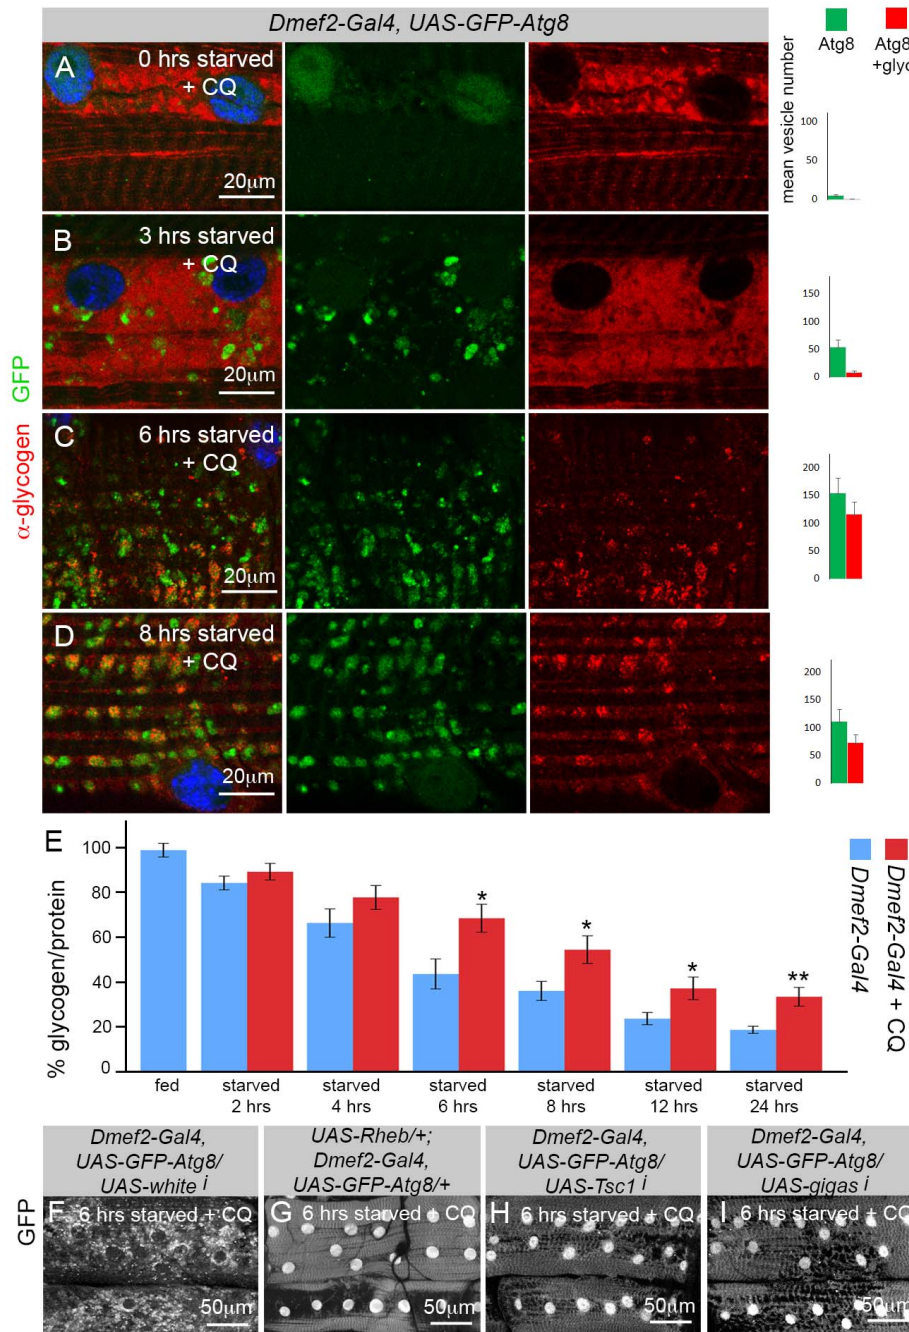 Dmef2-Gal4, UAS-GFP-Atg8
Atg8
Atg8
+glyc
A
0 hrs starved
+ CQ
20μm
mean vesicle number
100
50
0
B
3 hrs starved
+ CQ
20μm
150
100
50
0
α-glycogen GFP
C
6 hrs starved
+ CQ
20μm
200
150
100
50
0
D
8 hrs starved
+ CQ
20μm
200
150
100
50
0
E
% glycogen/protein
100
80
60
40
20
0
*
*
*
**
fed
starved
2 hrs
starved
4 hrs
starved
6 hrs
starved
8 hrs
starved
12 hrs
starved
24 hrs
Dmef2-Gal4
Dmef2-Gal4 + CQ
Dmef2-Gal4,
UAS-GFP-Atg8/
UAS-white i
UAS-Rheb/+;
Dmef2-Gal4,
UAS-GFP-Atg8/+
Dmef2-Gal4,
UAS-GFP-Atg8/
UAS-Tsc1 i
Dmef2-Gal4,
UAS-GFP-Atg8/
UAS-gigas i
GFP
F 6 hrs starved + CQ
50μm
G 6 hrs starved + CQ
50μm
H 6 hrs starved + CQ
50μm
I 6 hrs starved + CQ
50μm